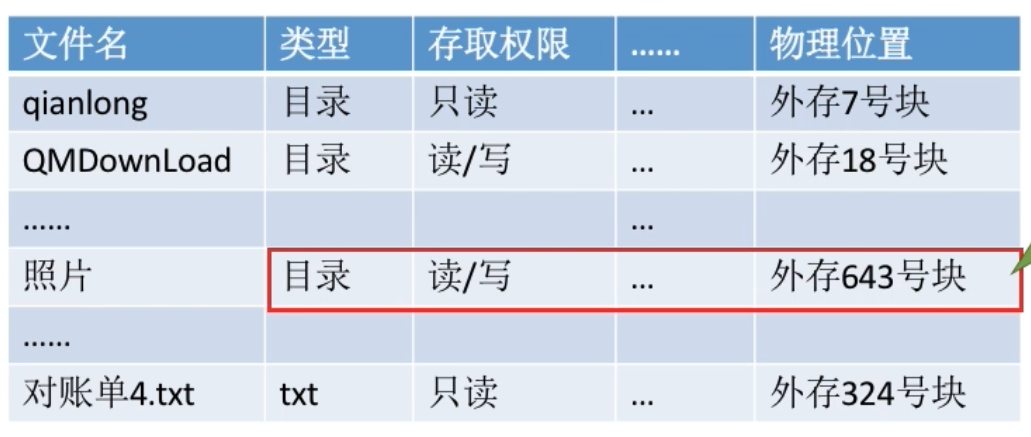 文件名 类型 存取权限 …… 物理位置
qianlong 目录 只读 … 外存7号块
QMDownLoad 目录 读/写 … 外存18号块
…… …
照片 目录 读/写 … 外存643号块
……
对账单4.txt txt 只读 … 外存324号块